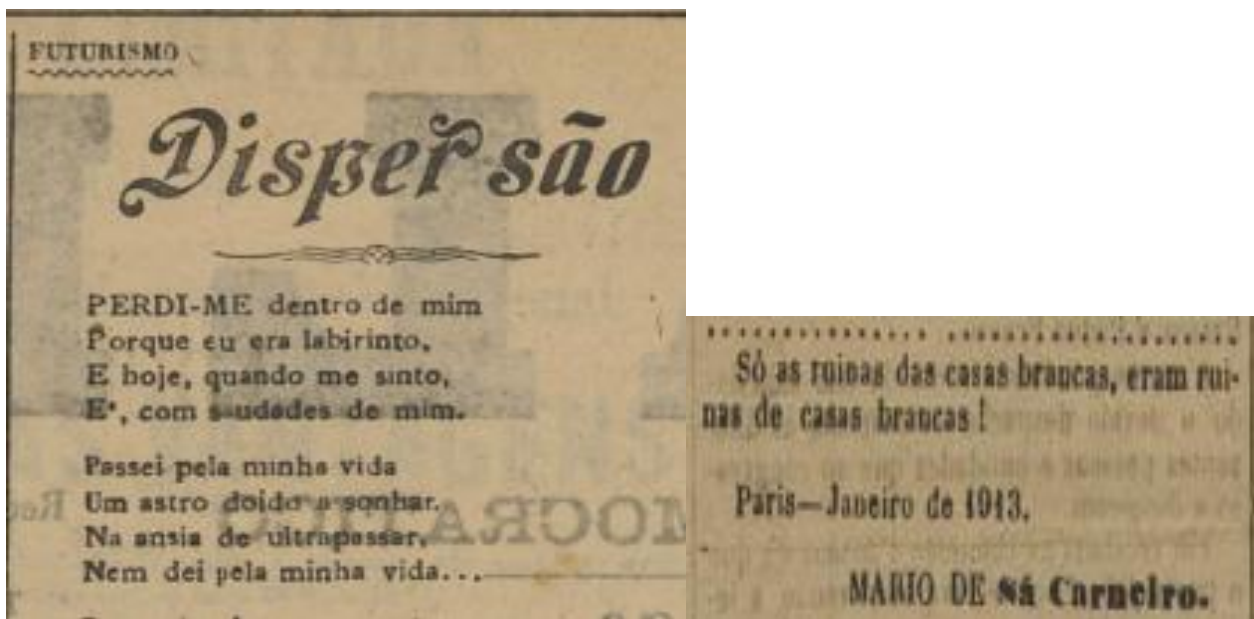 FUTURISMO
Dispersão
PERDI-ME dentro de mim
Porque eu era labirinto,
E hoje, quando me sinto,
E', com saudades de mim.
Passei pela minha vida
Um astro doido a sonhar.
Na ansia de ultrapassar,
Nem dei pela minha vida...
Só as ruinas das casas brancas, eram rui-
nas de casas brancas!
Paris—Janeiro de 1913.
MARIO DE Sá Carneiro.